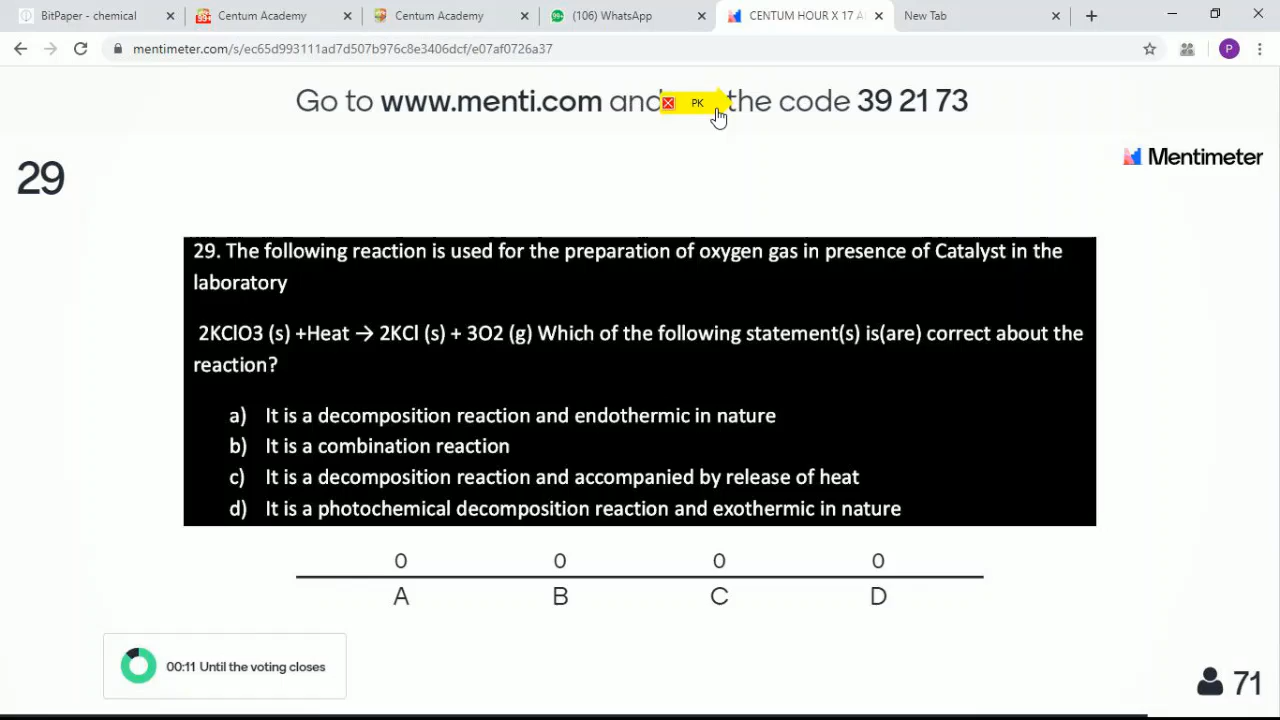 BitPaper - chemical
Centum Academy
Centum Academy
(106) WhatsApp
CENTUM HOUR X 17 A
New Tab
mentimeter.com/s/ec65d993111ad7d507b976c8e3406dcf/e07af0726a37
P
Go to www.menti.com and the code 39 21 73
PK
Mentimeter
29
29. The following reaction is used for the preparation of oxygen gas in presence of Catalyst in the
laboratory
2KClO3 (s) +Heat → 2KCl (s) + 3O2 (g) Which of the following statement(s) is(are) correct about the
reaction?
a) It is a decomposition reaction and endothermic in nature
b) It is a combination reaction
c) It is a decomposition reaction and accompanied by release of heat
d) It is a photochemical decomposition reaction and exothermic in nature
0 0 0 0
A B C D
00:11 Until the voting closes
71